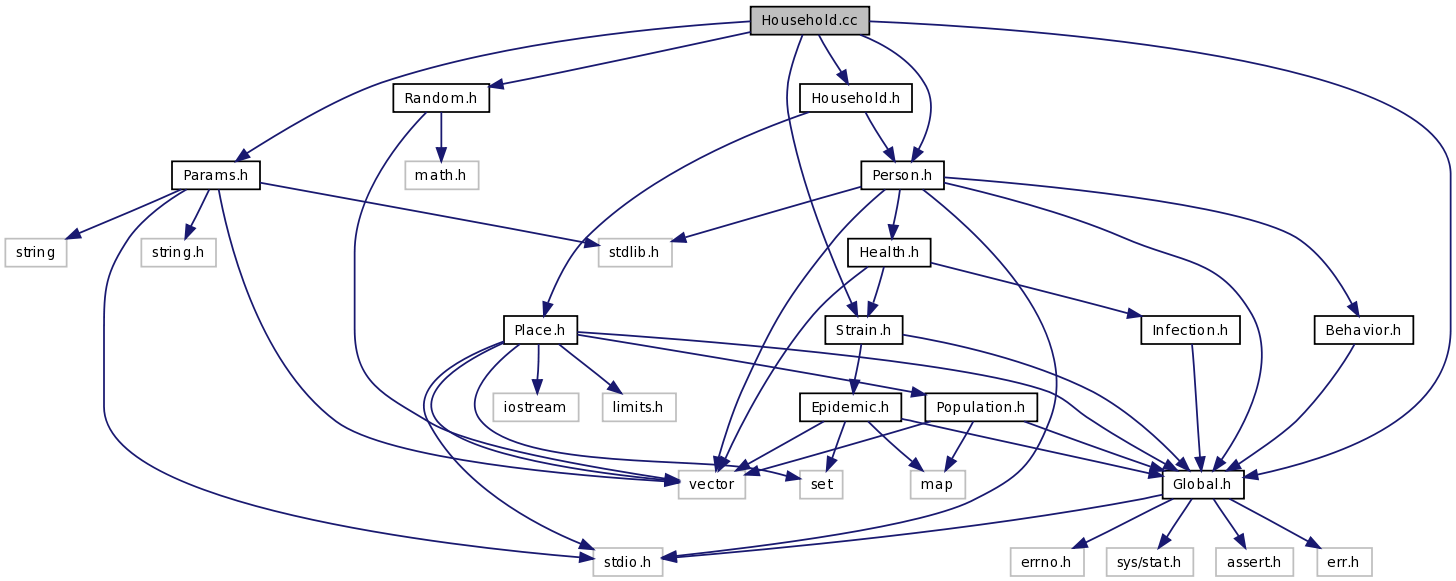 Household.cc
Random.h
Household.h
Params.h
math.h
Person.h
string
string.h
stdlib.h
Health.h
Place.h
Strain.h
Infection.h
Behavior.h
iostream
limits.h
Epidemic.h
Population.h
vector
set
map
Global.h
stdio.h
errno.h
sys/stat.h
assert.h
err.h